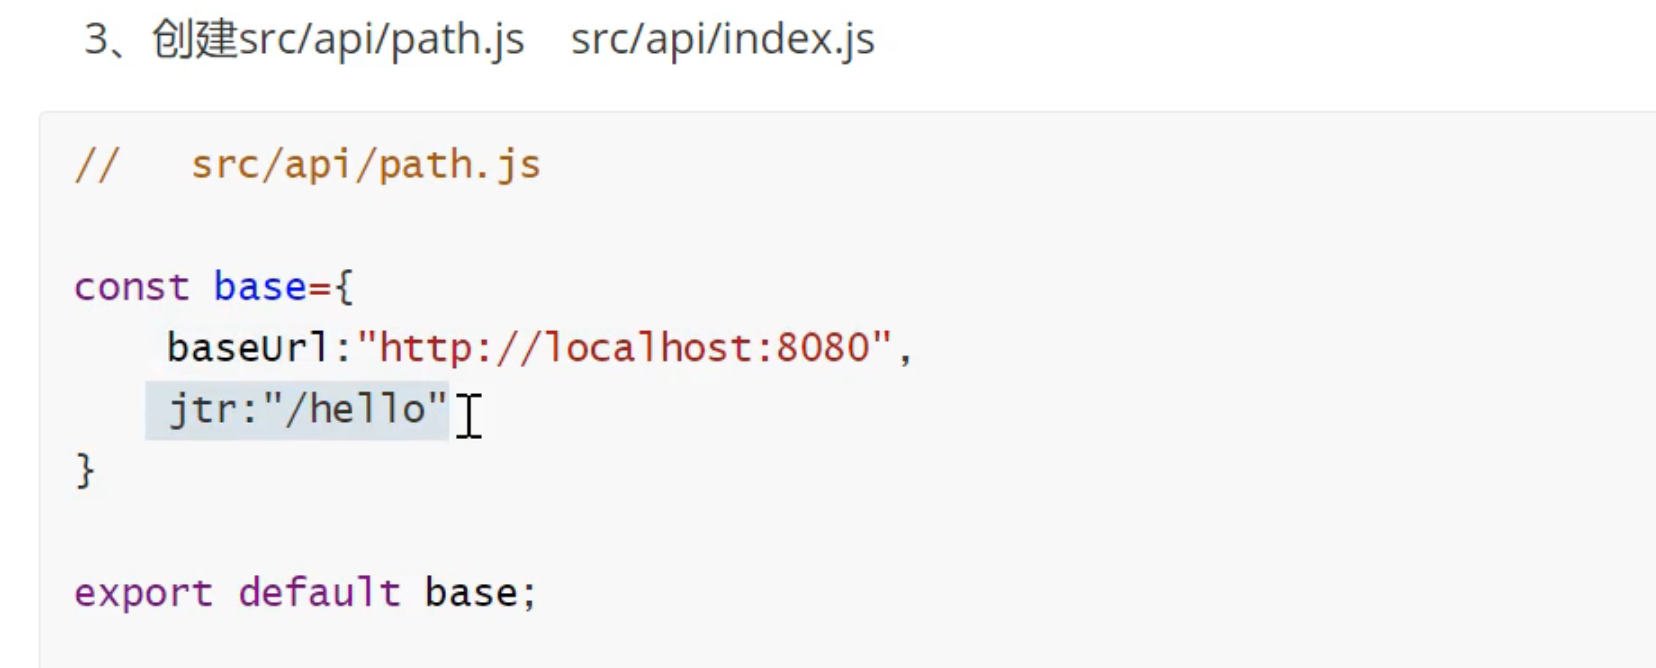 3、创建src/api/path.js    src/api/index.js
//   src/api/path.js
const base={
    baseUrl:"http://localhost:8080",
    jtr:"/hello"
}
export default base;